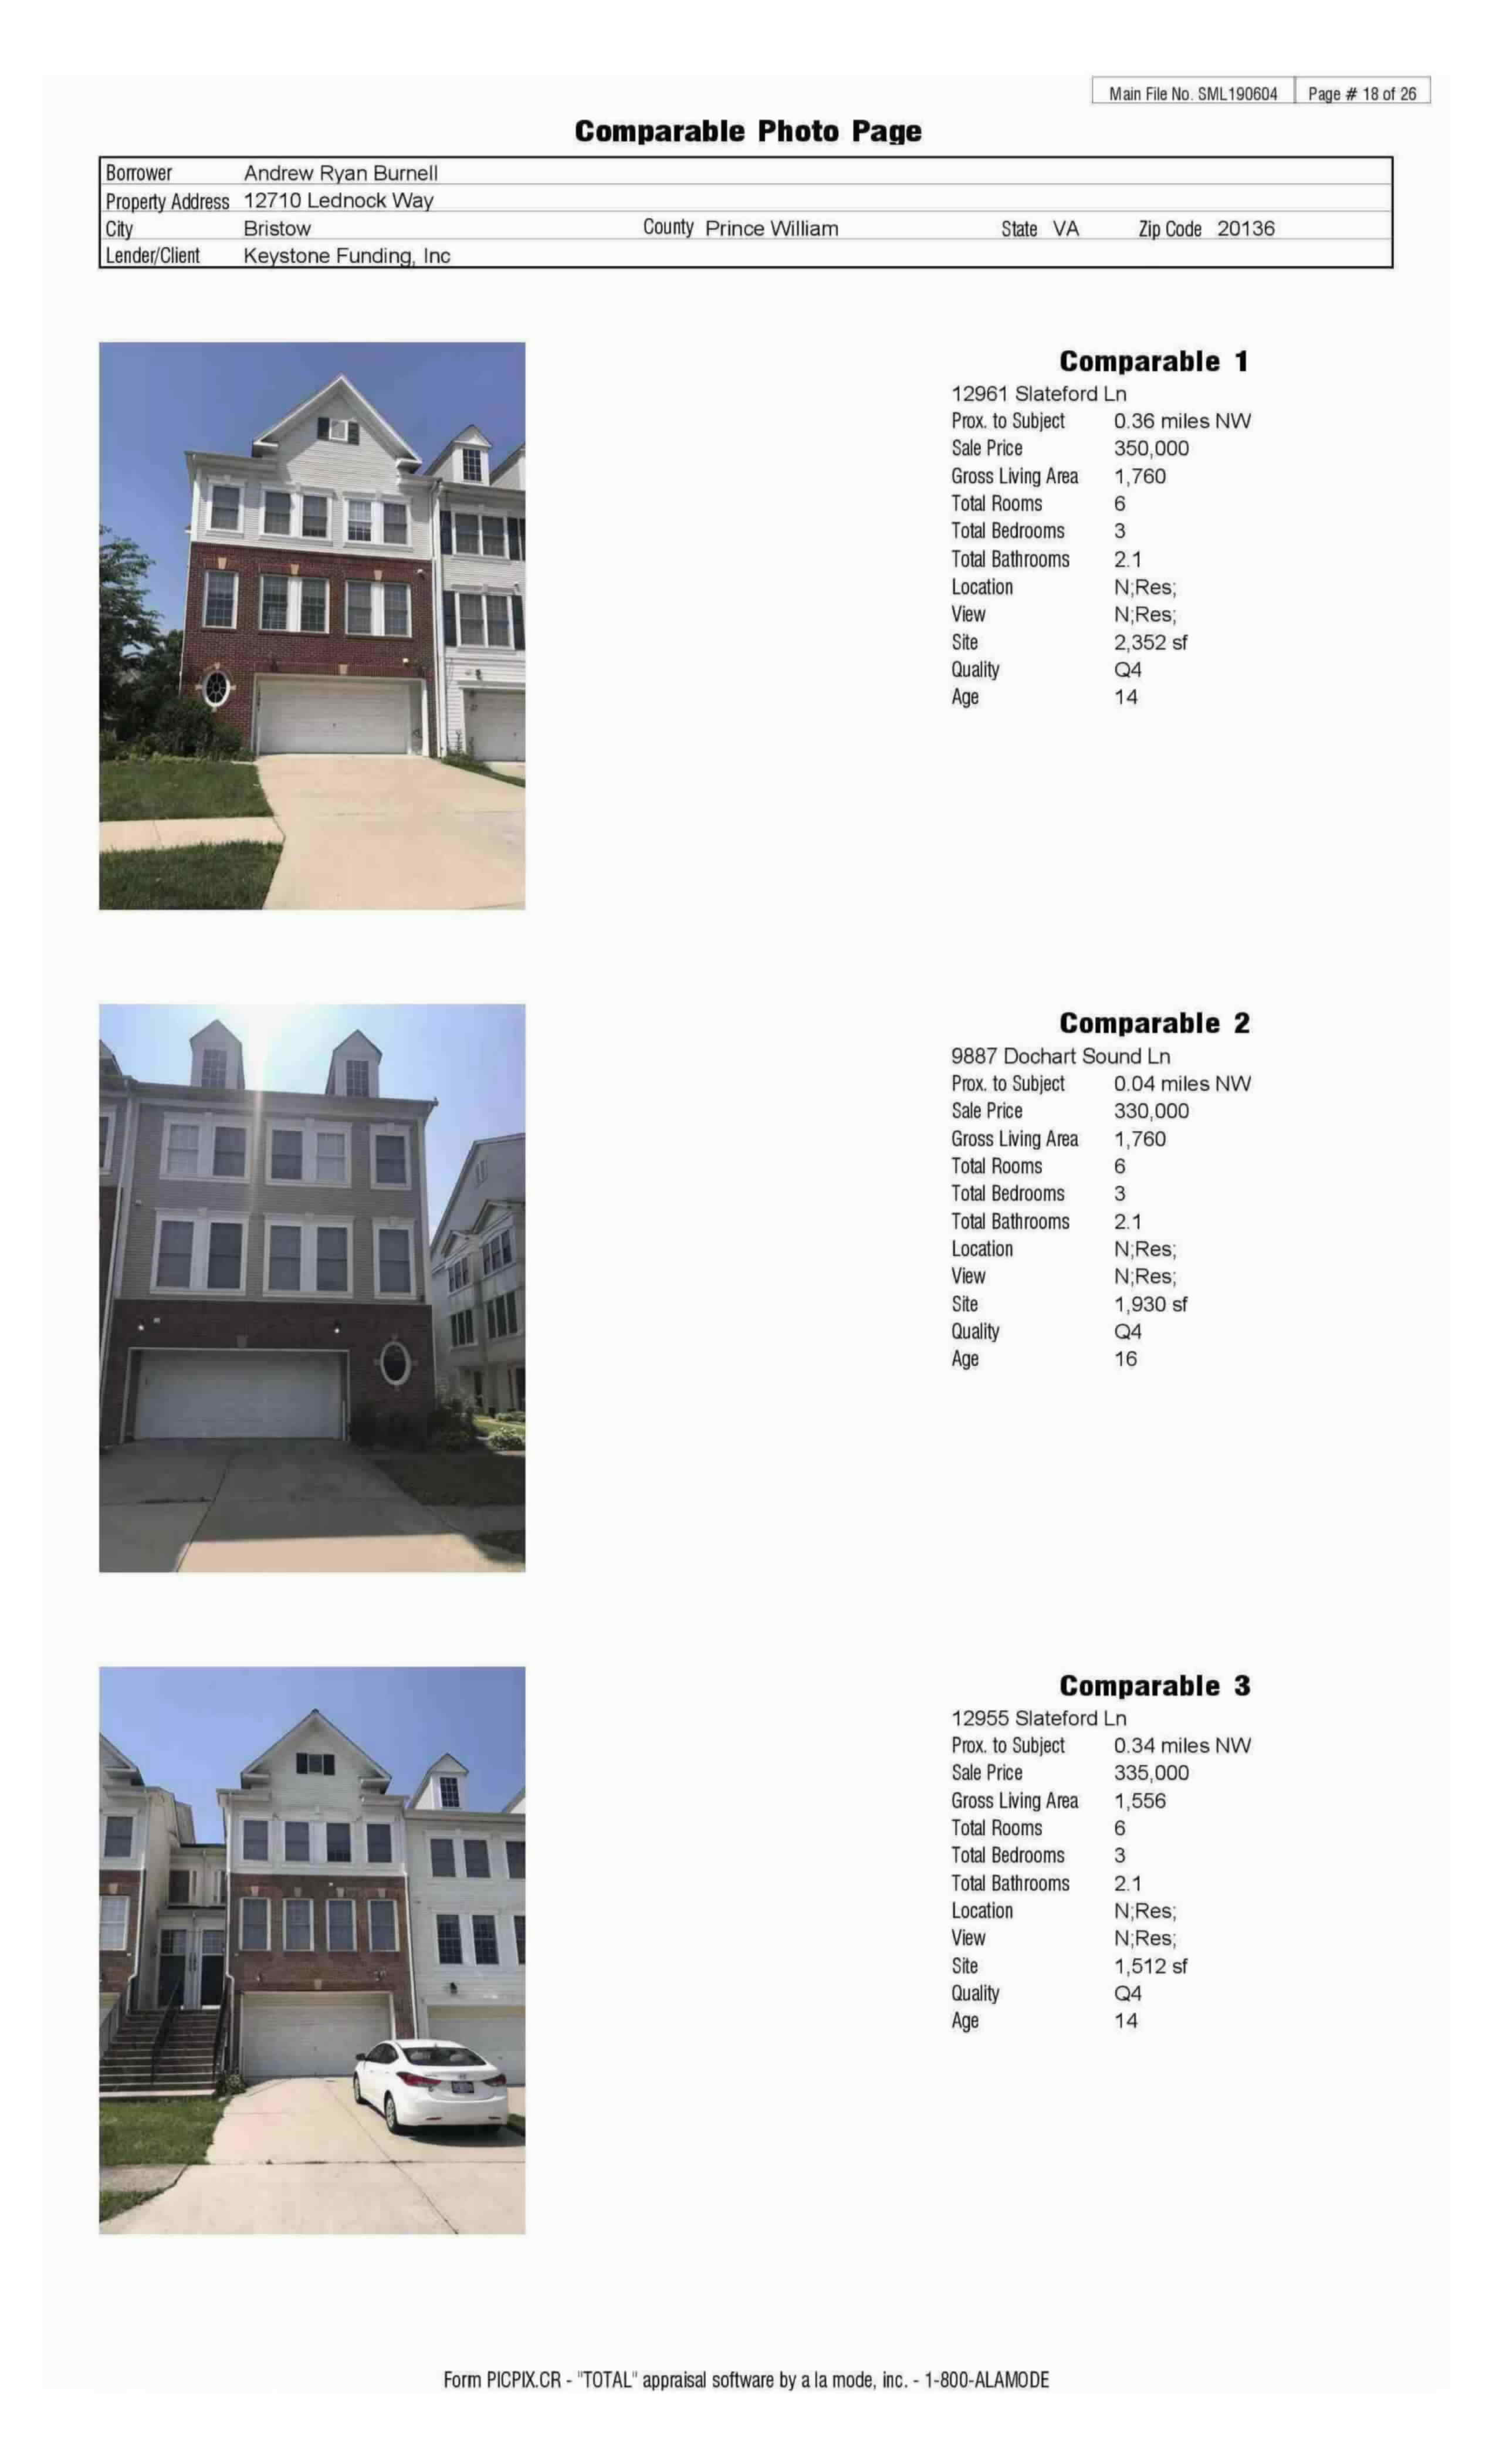 Main File No. SML190604 Page # 18 of 26
Comparable Photo Page
Borrower Andrew Ryan Burnell
Property Address 12710 Lednock Way
City Bristow County Prince William State VA Zip Code 20136
Lender/Client Keystone Funding, Inc
Comparable 1
12961 Slateford Ln
Prox. to Subject 0.36 miles NW
Sale Price 350,000
Gross Living Area 1,760
Total Rooms 6
Total Bedrooms 3
Total Bathrooms 2.1
Location N;Res;
View N;Res;
Site 2,352 sf
Quality Q4
Age 14
Comparable 2
9887 Dochart Sound Ln
Prox. to Subject 0.04 miles NW
Sale Price 330,000
Gross Living Area 1,760
Total Rooms 6
Total Bedrooms 3
Total Bathrooms 2.1
Location N;Res;
View N;Res;
Site 1,930 sf
Quality Q4
Age 16
Comparable 3
12955 Slateford Ln
Prox. to Subject 0.34 miles NW
Sale Price 335,000
Gross Living Area 1,556
Total Rooms 6
Total Bedrooms 3
Total Bathrooms 2.1
Location N;Res;
View N;Res;
Site 1,512 sf
Quality Q4
Age 14
Form PICPIX.CR - "TOTAL" appraisal software by a la mode, inc. - 1-800-ALAMODE